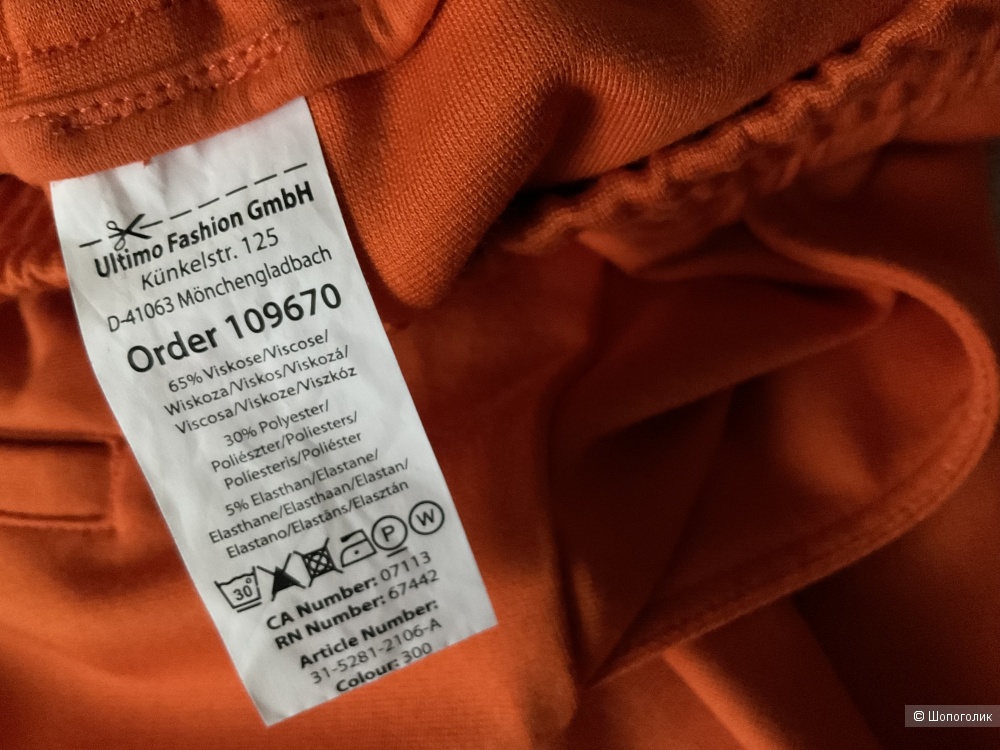 Ultimo Fashion GmbH
Künkelstr. 125
D-41063 Mönchengladbach
Order 109670
65% Viskose/Viscose/
Wiskoza/Viskos/Viskozá/
Viscosa/Viskoze/Viszkóz
30% Polyester/
Poliészter/Poliesters/
Poliesteris/Poliéster
5% Elasthan/Elastane/
Elasthane/Elasthaan/Elastan/
Elastano/Elastāns/Elasztán
30 P W
CA Number: 07113
RN Number: 67442
Article Number:
31-5281-2106-A
Colour: 300
© Шопоголик